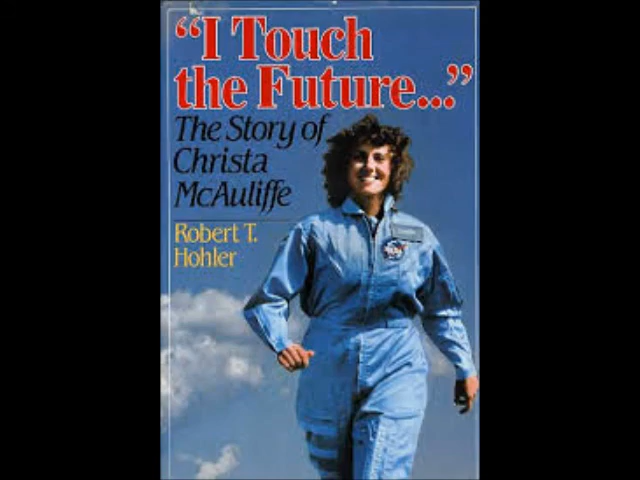 “I Touch
the Future...”
The Story of
Christa
McAuliffe
Robert T.
Hohler